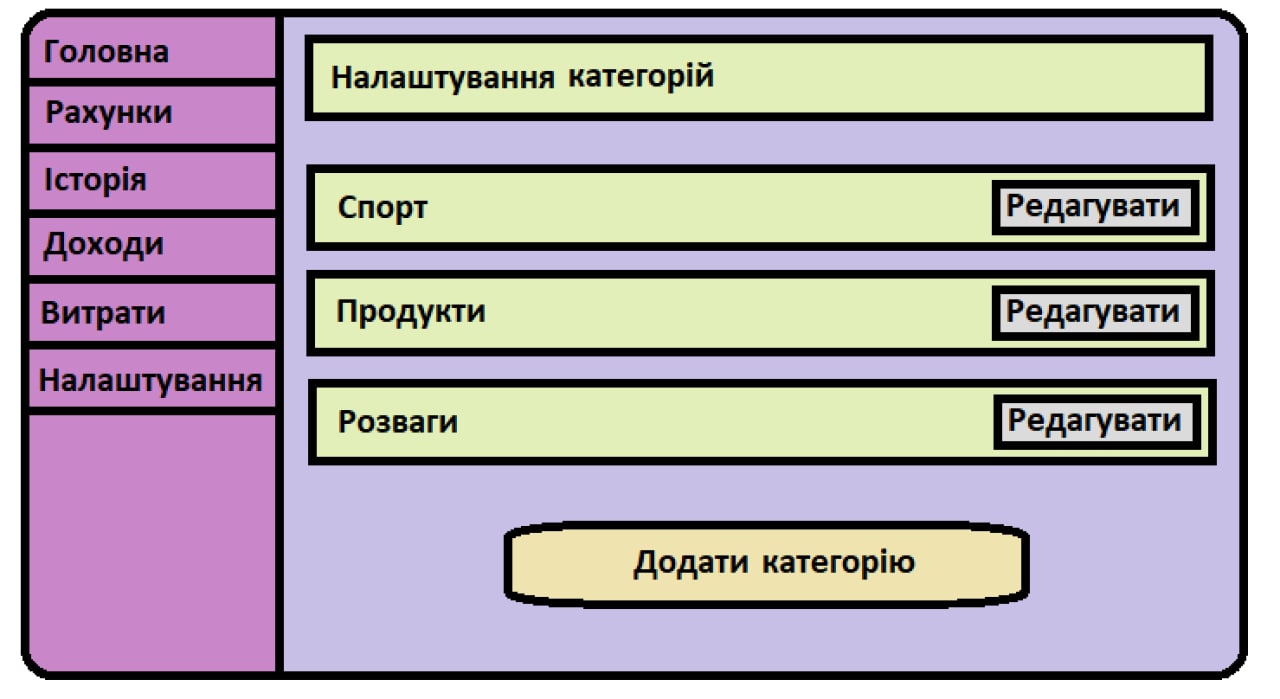 Головна
Рахунки
Історія
Доходи
Витрати
Налаштування
Налаштування категорій
Спорт
Редагувати
Продукти
Редагувати
Розваги
Редагувати
Додати категорію